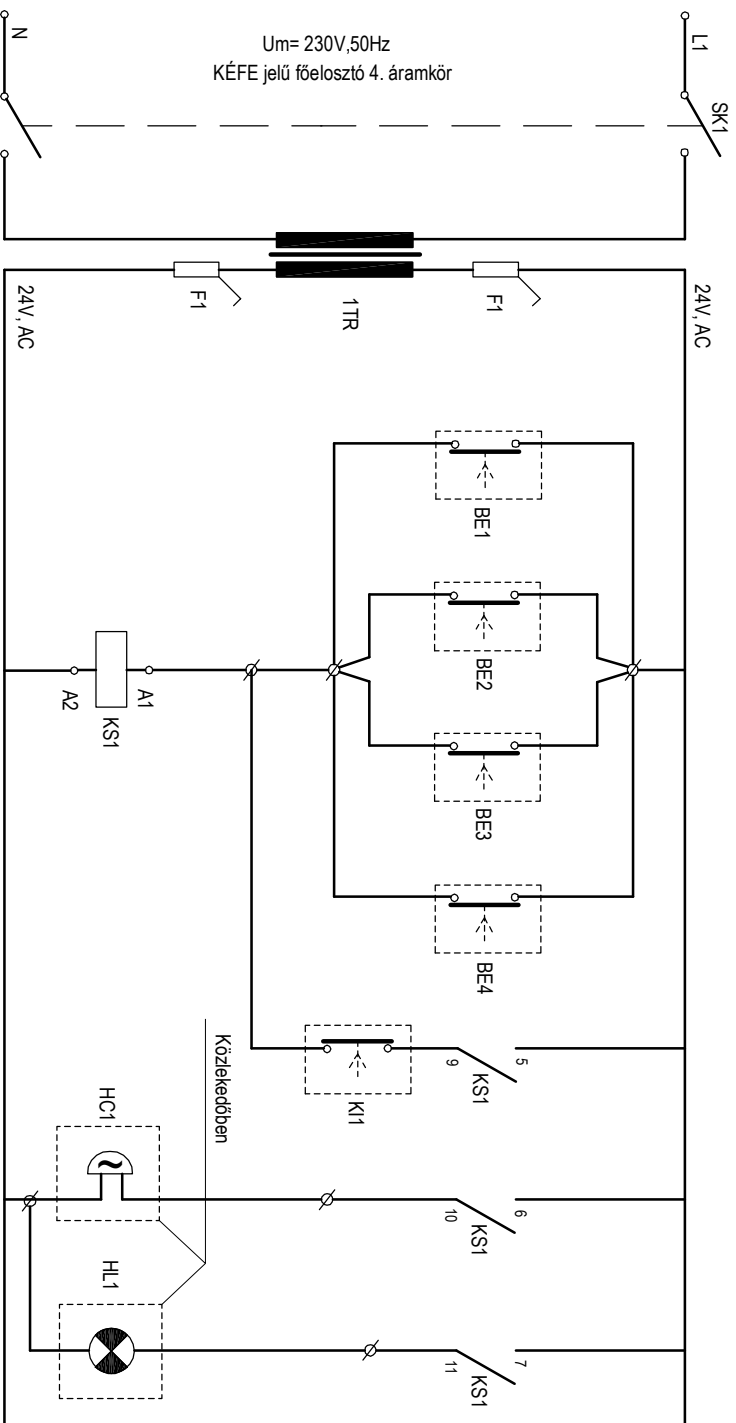 Um= 230V,50Hz
KÉFE jelű főelosztó 4. áramkör
N
L1
SK1
F1
F1
1TR
24V, AC
24V, AC
BE1
BE2
BE3
BE4
A2
A1
KS1
KI1
9
5
KS1
Közlekedőben
HC1
10
6
KS1
HL1
11
7
KS1